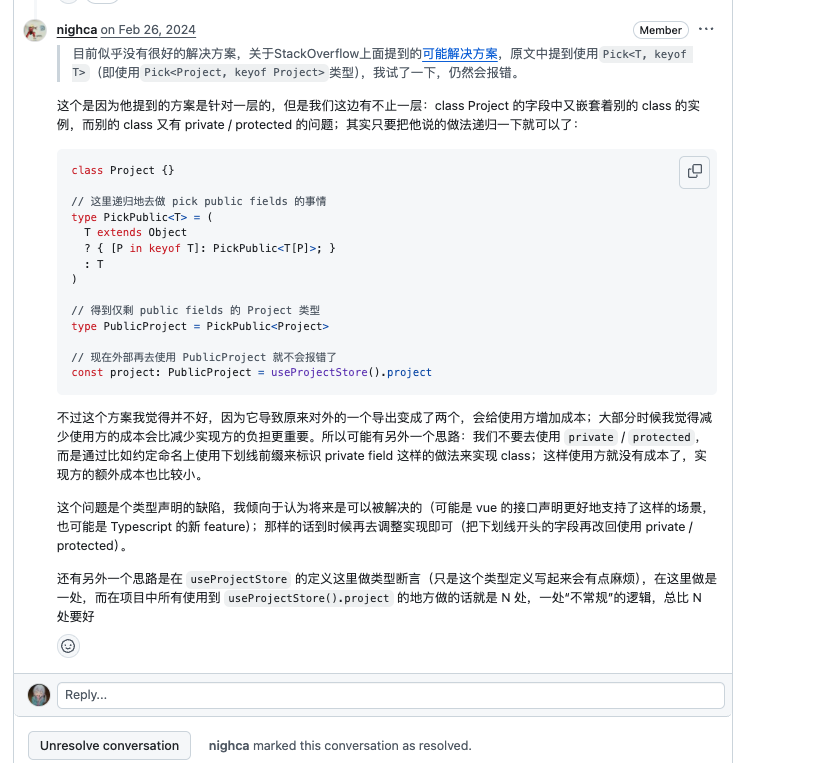 nighca on Feb 26, 2024
Member
目前似乎没有很好的解决方案，关于StackOverflow上面提到的可能解决方案，原文中提到使用 Pick<T, keyof
T> （即使用 Pick<Project, keyof Project> 类型），我试了一下，仍然会报错。
这个是因为他提到的方案是针对一层的，但是我们这边有不止一层：class Project 的字段中又嵌套着别的 class 的实
例，而别的 class 又有 private / protected 的问题；其实只要把他说的做法递归一下就可以了：
class Project {}
// 这里递归地去做 pick public fields 的事情
type PickPublic<T> = (
T extends Object
? { [P in keyof T]: PickPublic<T[P]>; }
: T
)
// 得到仅剩 public fields 的 Project 类型
type PublicProject = PickPublic<Project>
// 现在外部再去使用 PublicProject 就不会报错了
const project: PublicProject = useProjectStore().project
不过这个方案我觉得并不好，因为它导致原来对外的一个导出变成了两个，会给使用方增加成本；大部分时候我觉得减
少使用方的成本会比减少实现方的负担更重要。所以可能有另外一个思路：我们不要去使用 private / protected，
而是通过比如约定命名上使用下划线前缀来标识 private field 这样的做法来实现 class；这样使用方就没有成本了，实
现方的额外成本也比较小。
这个问题是个类型声明的缺陷，我倾向于认为将来是可以被解决的（可能是 vue 的接口声明更好地支持了这样的场景，
也可能是 Typescript 的新 feature）；那样的话到时候再去调整实现即可（把下划线开头的字段再改回使用 private /
protected）。
还有另外一个思路是在 useProjectStore 的定义这里做类型断言（只是这个类型定义写起来会有点麻烦），在这里做是
一处，而在项目中所有使用到 useProjectStore().project 的地方做的话就是 N 处，一处“不常规”的逻辑，总比 N
处要好
Reply...
Unresolve conversation
nighca marked this conversation as resolved.